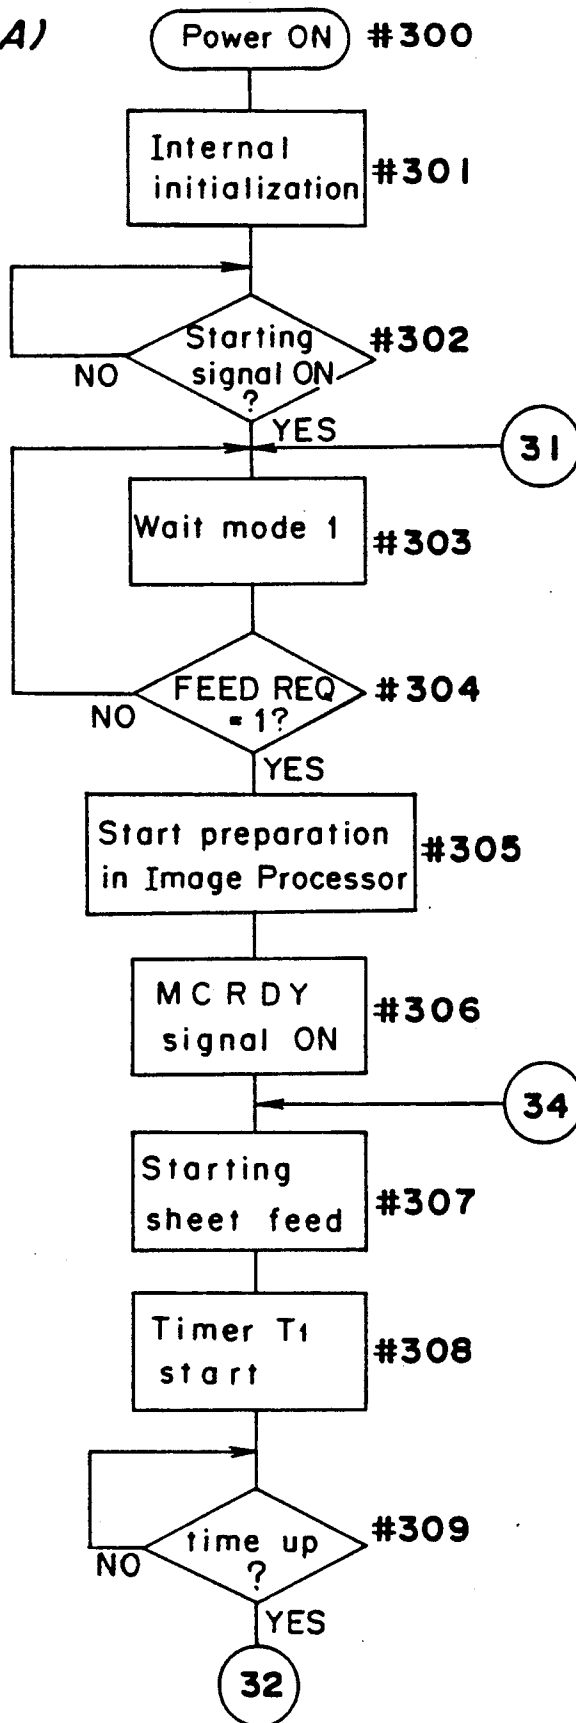 A)
Power ON #300
Internal
initialization #301
Starting
signal ON
? #302
NO
YES
31
Wait mode 1 #303
FEED REQ
= 1? #304
NO
YES
Start preparation
in Image Processor #305
MCRDY
signal ON #306
34
Starting
sheet feed #307
Timer T1
start #308
time up
? #309
NO
YES
32